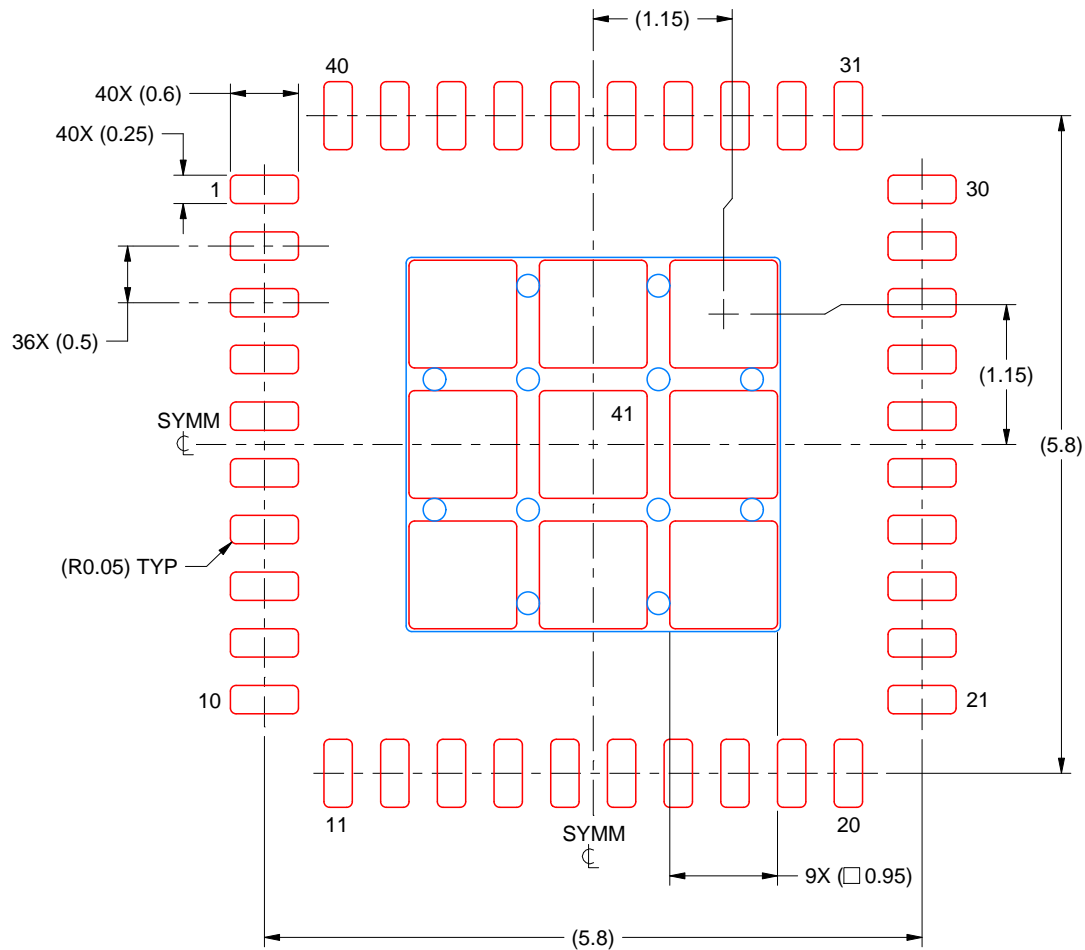 (1.15)
40
31
40X (0.6)
40X (0.25)
1
30
36X (0.5)
(1.15)
41
SYMM
℄
(5.8)
(R0.05) TYP
10
21
11
20
SYMM
℄
9X (□ 0.95)
(5.8)